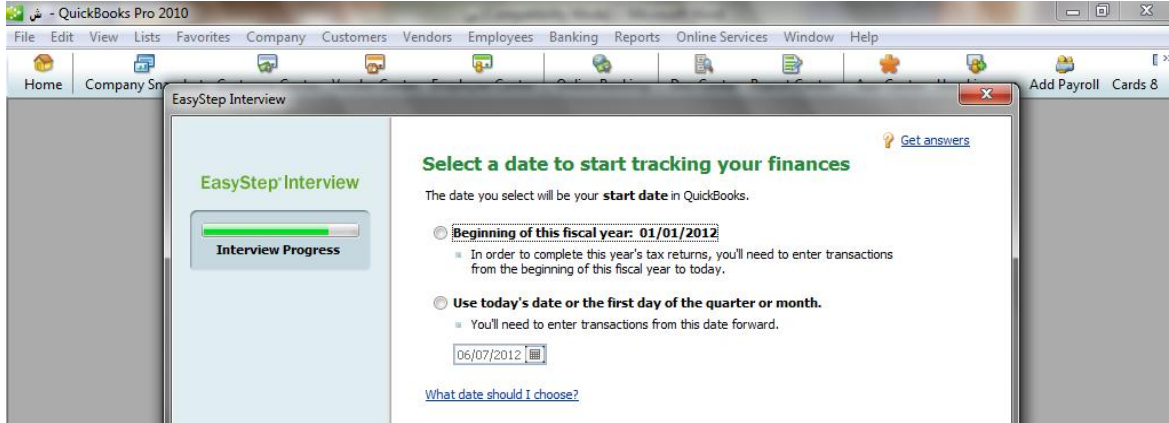 ش - QuickBooks Pro 2010
File Edit View Lists Favorites Company Customers Vendors Employees Banking Reports Online Services Window Help
Home Company Add Payroll Cards &
EasyStep Interview
Get answers
EasyStep Interview
Interview Progress
Select a date to start tracking your finances
The date you select will be your start date in QuickBooks.
Beginning of this fiscal year: 01/01/2012
In order to complete this year's tax returns, you'll need to enter transactions
from the beginning of this fiscal year to today.
Use today's date or the first day of the quarter or month.
You'll need to enter transactions from this date forward.
06/07/2012
What date should I choose?